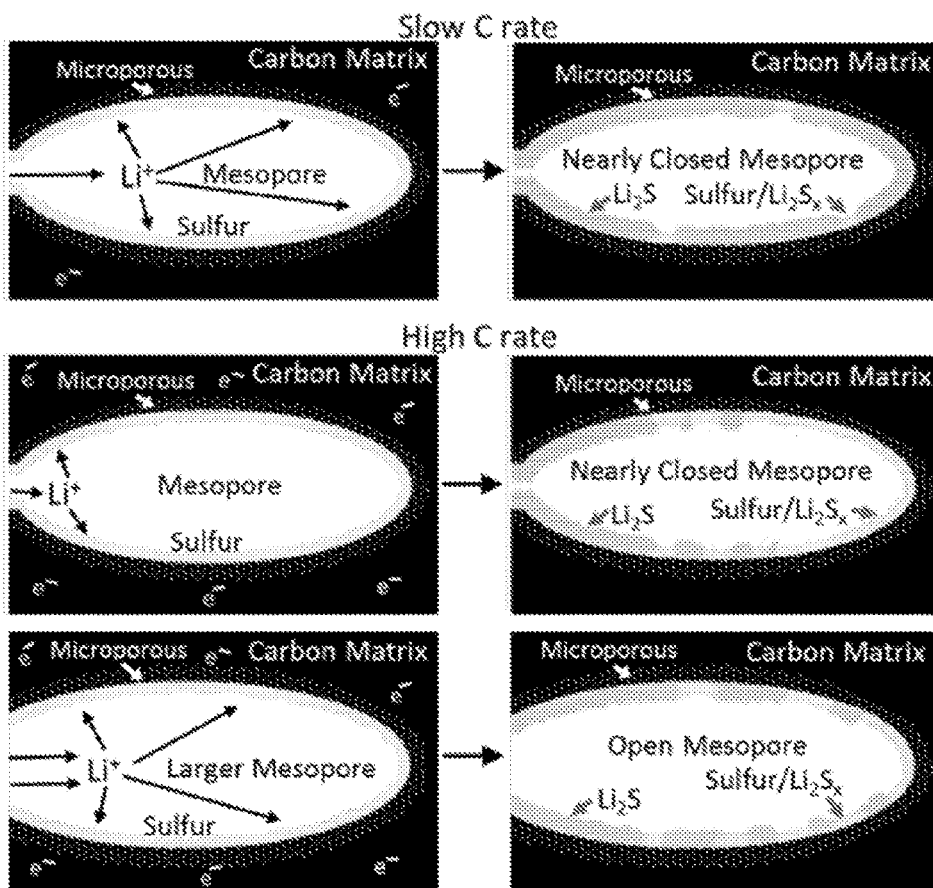 Slow C rate
Carbon Matrix
Microporous
e⁻
Li⁺
Mesopore
Sulfur
e⁻
Carbon Matrix
Microporous
Nearly Closed Mesopore
Li₂S Sulfur/Li₂Sₓ
High C rate
e⁻ Microporous e⁻ Carbon Matrix
e⁻
Li⁺ Mesopore
Sulfur
e⁻ e⁻ e⁻
Carbon Matrix
Microporous
Nearly Closed Mesopore
Li₂S Sulfur/Li₂Sₓ
e⁻ Microporous e⁻ Carbon Matrix
e⁻
Li⁺ Larger Mesopore
Sulfur
e⁻ e⁻ e⁻
Microporous Carbon Matrix
Open Mesopore
Sulfur/Li₂Sₓ
Li₂S